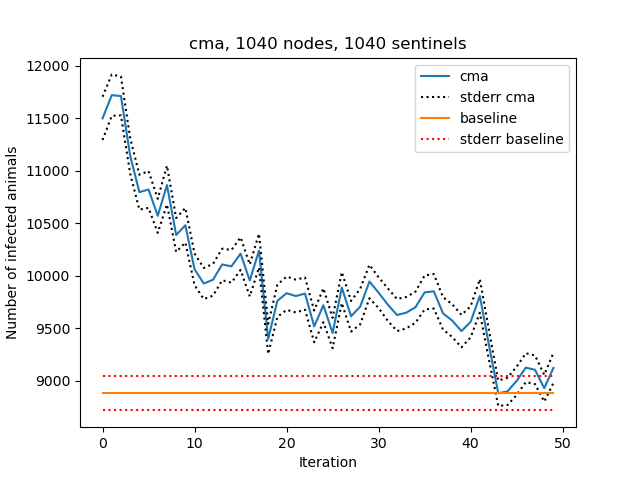 cma, 1040 nodes, 1040 sentinels
12000
11500
11000
10500
10000
9500
9000
Number of infected animals
cma
stderr cma
baseline
stderr baseline
0
10
20
30
40
50
Iteration